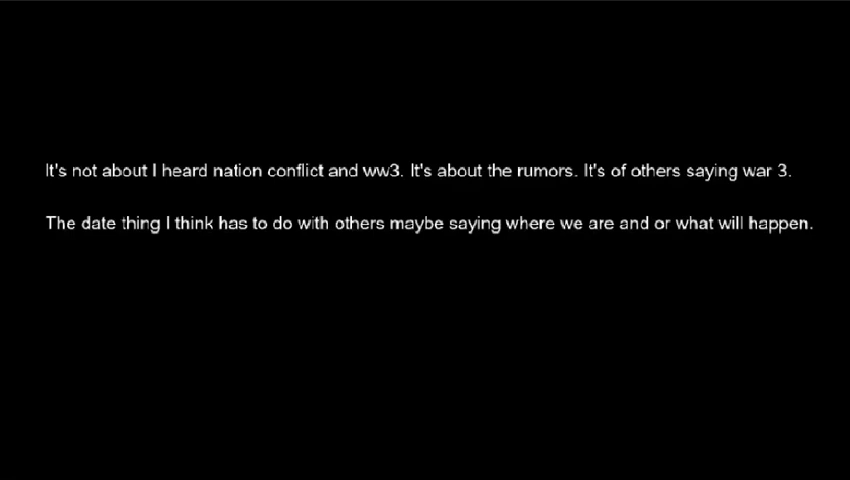 It's not about I heard nation conflict and ww3. It's about the rumors. It's of others saying war 3.
The date thing I think has to do with others maybe saying where we are and or what will happen.